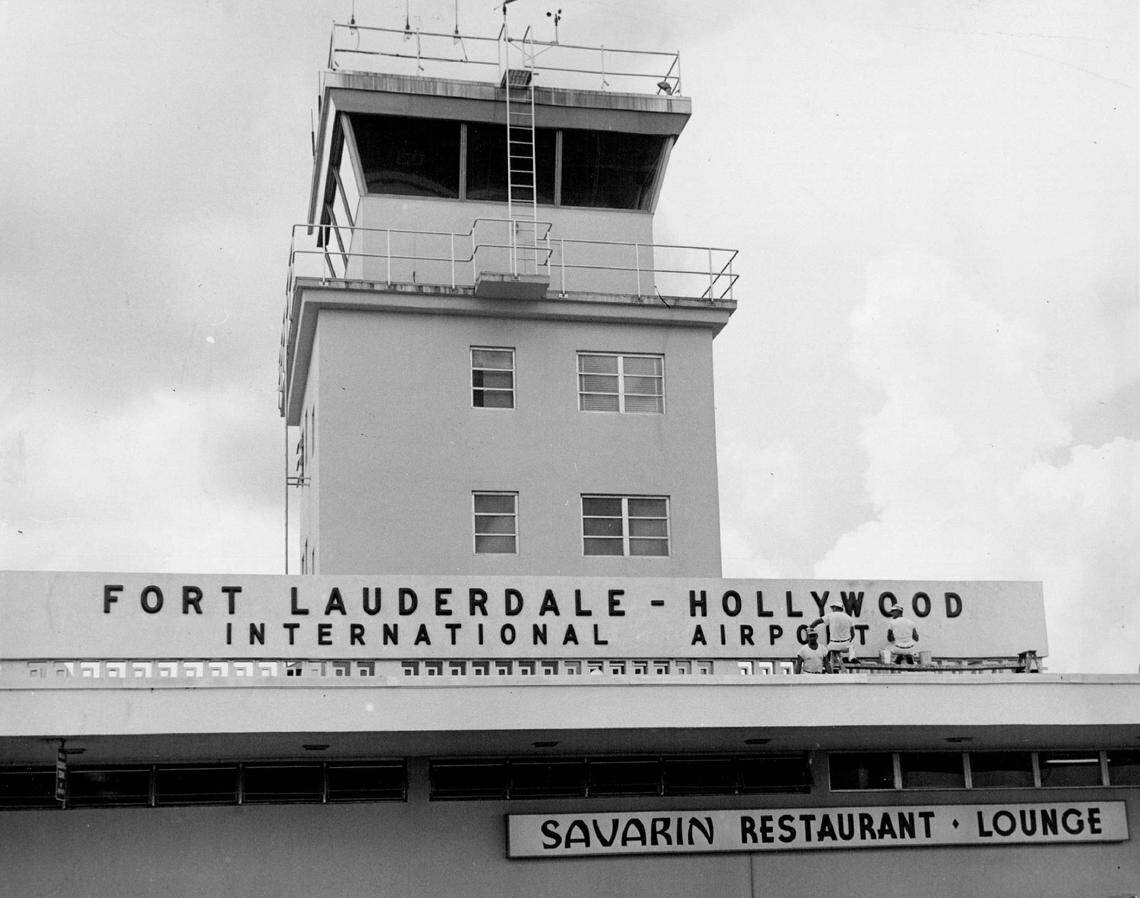 FORT LAUDERDALE - HOLLYWOOD
INTERNATIONAL AIRPORT
SAVARIN RESTAURANT ♦ LOUNGE